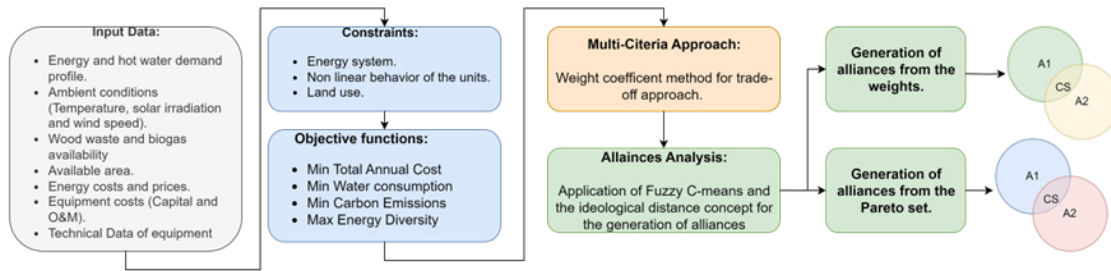 Input Data:
• Energy and hot water demand
profile.
• Ambient conditions
(Temperature, solar irradiation
and wind speed).
• Wood waste and biogas
availability
• Available area.
• Energy costs and prices.
• Equipment costs (Capital and
O&M).
• Technical Data of equipment
Constraints:
• Energy system.
• Non linear behavior of the units.
• Land use.
Objective functions:
• Min Total Annual Cost
• Min Water consumption
• Min Carbon Emissions
• Max Energy Diversity
Multi-Citeria Approach:
Weight coefficent method for trade-
off approach.
Allainces Analysis:
Application of Fuzzy C-means and
the ideological distance concept for
the generation of alliances
Generation of
alliances from the
weights.
Generation of
alliances from the
Pareto set.
A1
CS
A2
A1
CS
A2